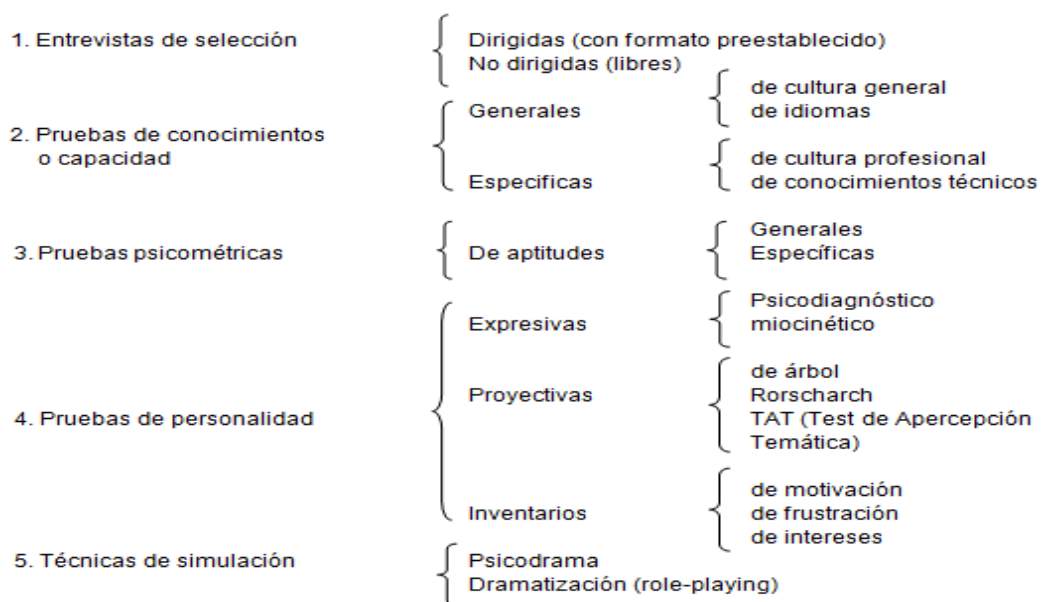 1. Entrevistas de selección
Dirigidas (con formato preestablecido)
No dirigidas (libres)
2. Pruebas de conocimientos
o capacidad
Generales
de cultura general
de idiomas
Especificas
de cultura profesional
de conocimientos técnicos
3. Pruebas psicométricas
De aptitudes
Generales
Específicas
4. Pruebas de personalidad
Expresivas
Psicodiagnóstico
miocinético
Proyectivas
de árbol
Rorscharch
TAT (Test de Apercepción
Temática)
Inventarios
de motivación
de frustración
de intereses
5. Técnicas de simulación
Psicodrama
Dramatización (role-playing)